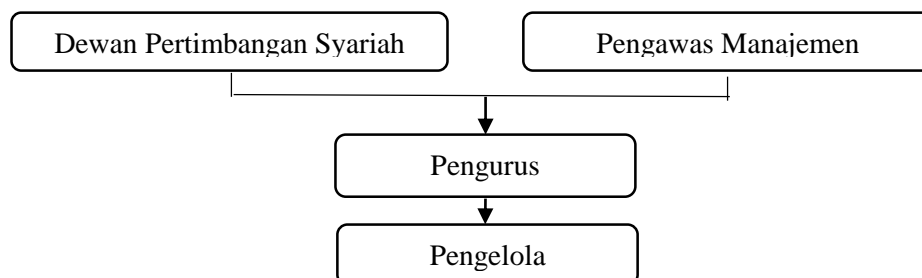 Dewan Pertimbangan Syariah
Pengawas Manajemen
Pengurus
Pengelola